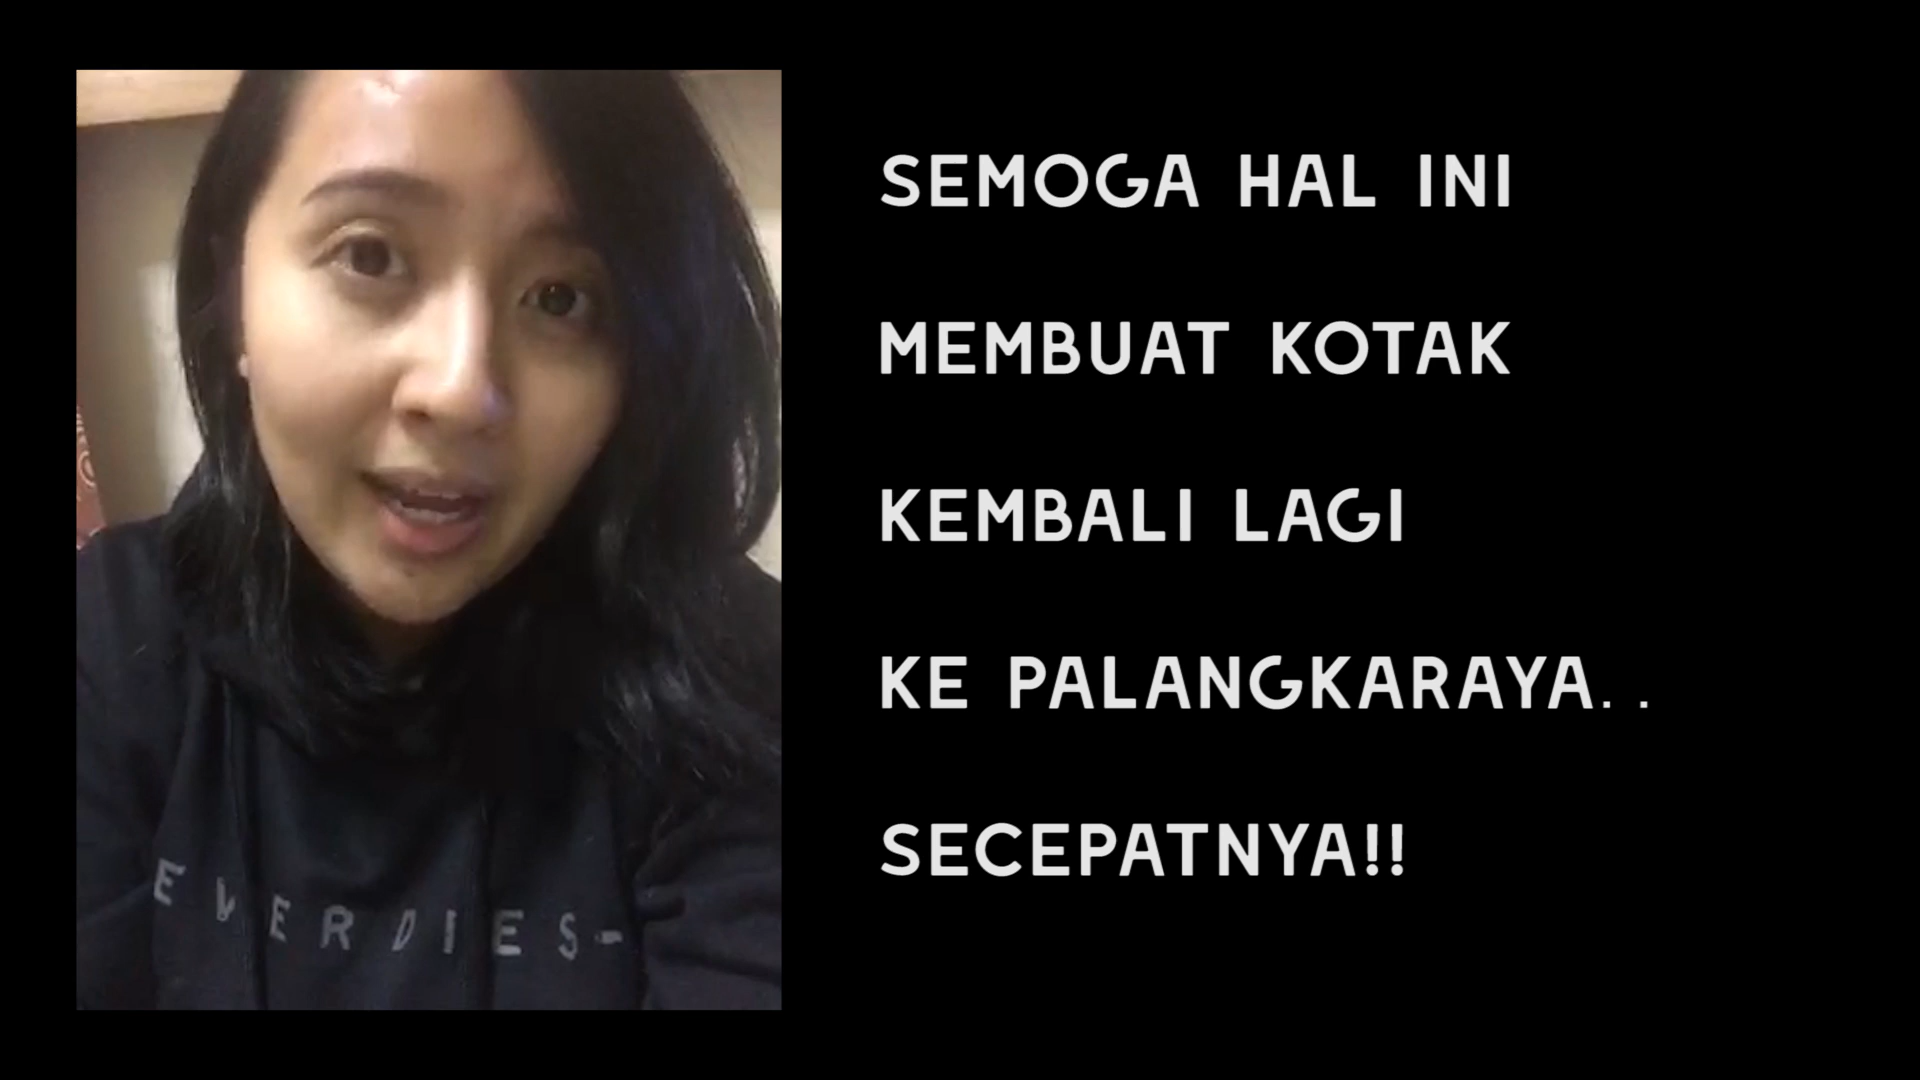 SEMOGA HAL INI
MEMBUAT KOTAK
KEMBALI LAGI
KE PALANGKARAYA. .
SECEPATNYA!!
EVERDIES-